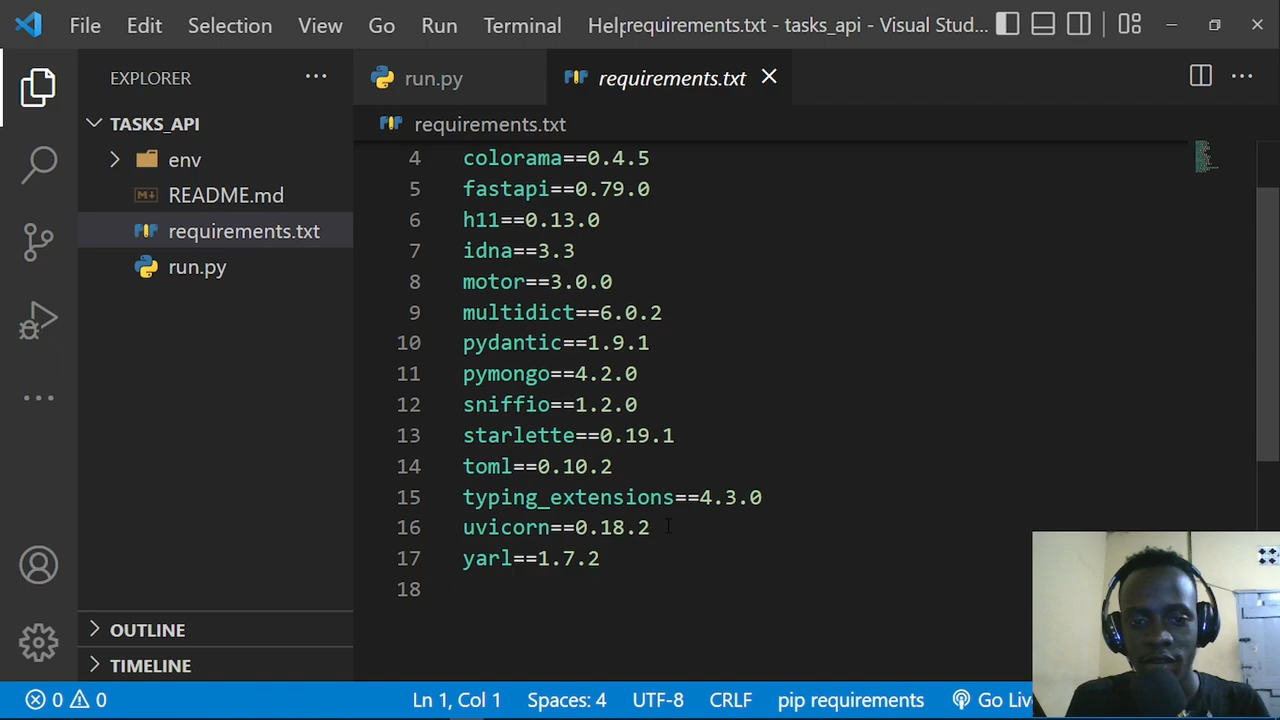 File Edit Selection View Go Run Terminal Help requirements.txt - tasks_api - Visual Stud...
EXPLORER
run.py
requirements.txt
TASKS_API
requirements.txt
env
README.md
requirements.txt
run.py
4 colorama==0.4.5
5 fastapi==0.79.0
6 h11==0.13.0
7 idna==3.3
8 motor==3.0.0
9 multidict==6.0.2
10 pydantic==1.9.1
11 pymongo==4.2.0
12 sniffio==1.2.0
13 starlette==0.19.1
14 toml==0.10.2
15 typing_extensions==4.3.0
16 uvicorn==0.18.2
17 yarl==1.7.2
18
OUTLINE
TIMELINE
0 0 Ln 1, Col 1 Spaces: 4 UTF-8 CRLF pip requirements Go Liv